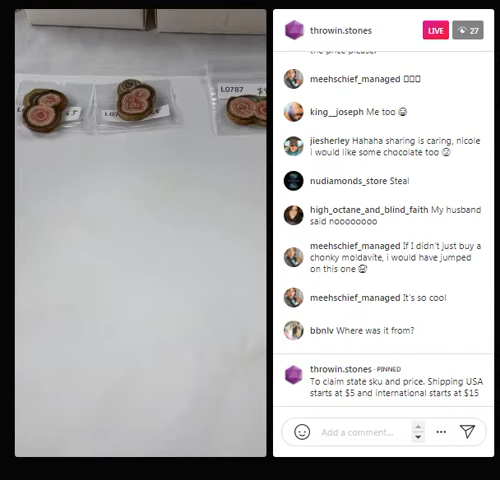 throwin.stones
LIVE
27
the price please!
meehschief_managed
king__joseph Me too
jiesherley Hahaha sharing is caring, nicole
i would like some chocolate too
nudiamonds_store Steal
high_octane_and_blind_faith My husband
said noooooooo
meehschief_managed If I didn't just buy a
chonky moldavite, i would have jumped
on this one
meehschief_managed It's so cool
bbnlv Where was it from?
throwin.stones · PINNED
To claim state sku and price. Shipping USA
starts at $5 and international starts at $15
Add a comment...
L0787